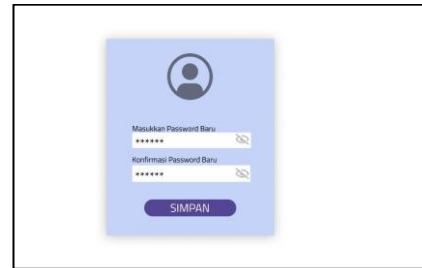 Masukkan Password Baru
******
Konfirmasi Password Baru
******
SIMPAN